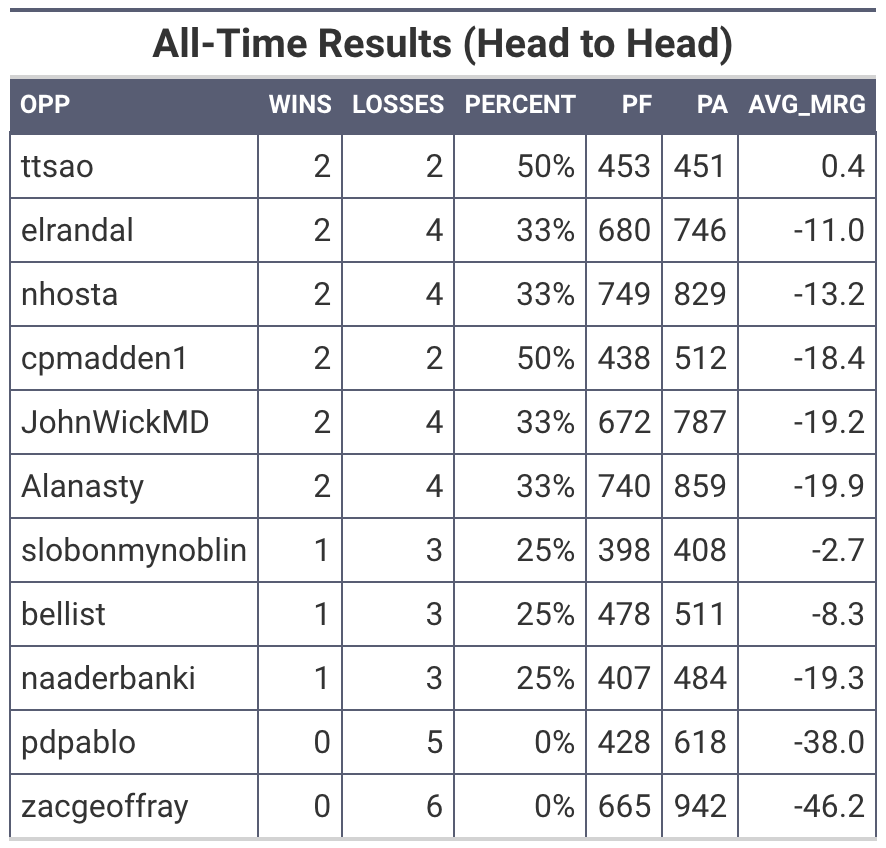 All-Time Results (Head to Head)
OPP WINS LOSSES PERCENT PF PA AVG_MRG
ttsao 2 2 50% 453 451 0.4
elrandal 2 4 33% 680 746 -11.0
nhosta 2 4 33% 749 829 -13.2
cpmadden1 2 2 50% 438 512 -18.4
JohnWickMD 2 4 33% 672 787 -19.2
Alanasty 2 4 33% 740 859 -19.9
slobonmynoblin 1 3 25% 398 408 -2.7
bellist 1 3 25% 478 511 -8.3
naaderbanki 1 3 25% 407 484 -19.3
pdpablo 0 5 0% 428 618 -38.0
zacgeoffray 0 6 0% 665 942 -46.2